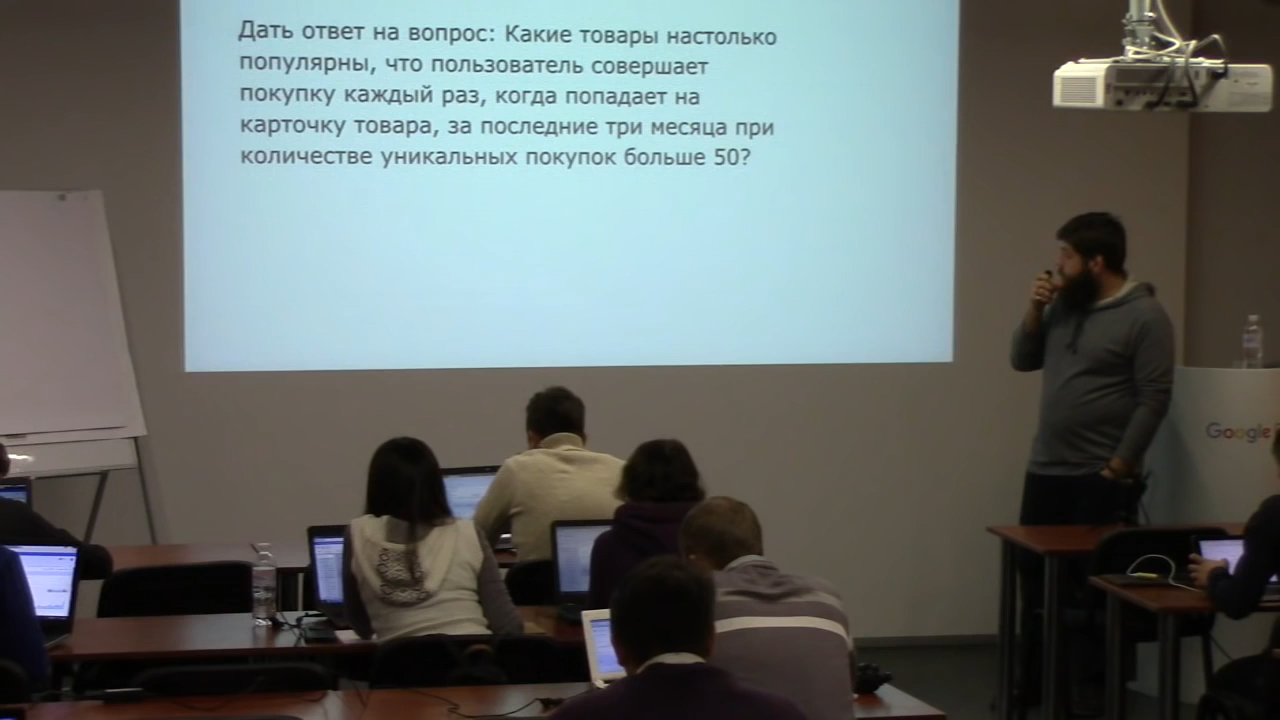 Дать ответ на вопрос: Какие товары настолько
популярны, что пользователь совершает
покупку каждый раз, когда попадает на
карточку товара, за последние три месяца при
количестве уникальных покупок больше 50?
Google